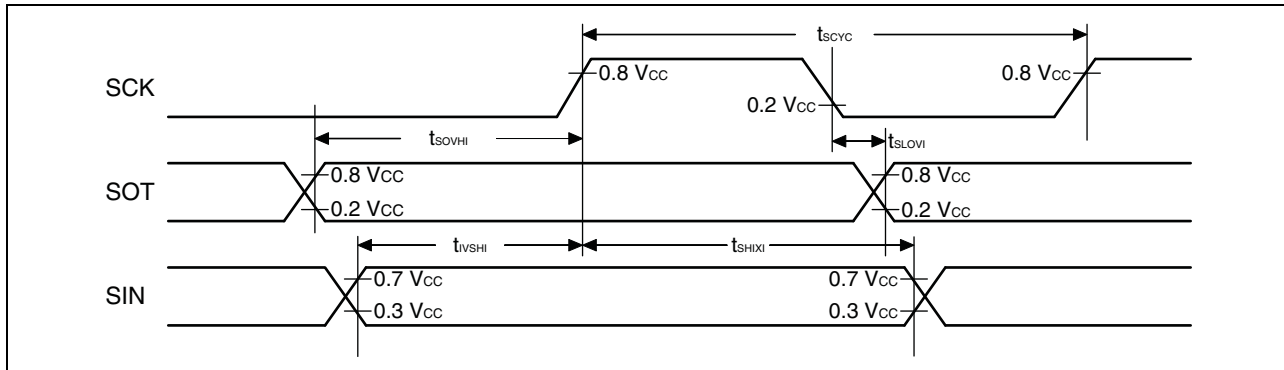 tSCYC
SCK
0.8 VCC
0.8 VCC
0.2 VCC
tSOVHI
tSLOVI
SOT
0.8 VCC
0.8 VCC
0.2 VCC
0.2 VCC
tIVSHI
tSHIXI
SIN
0.7 VCC
0.7 VCC
0.3 VCC
0.3 VCC